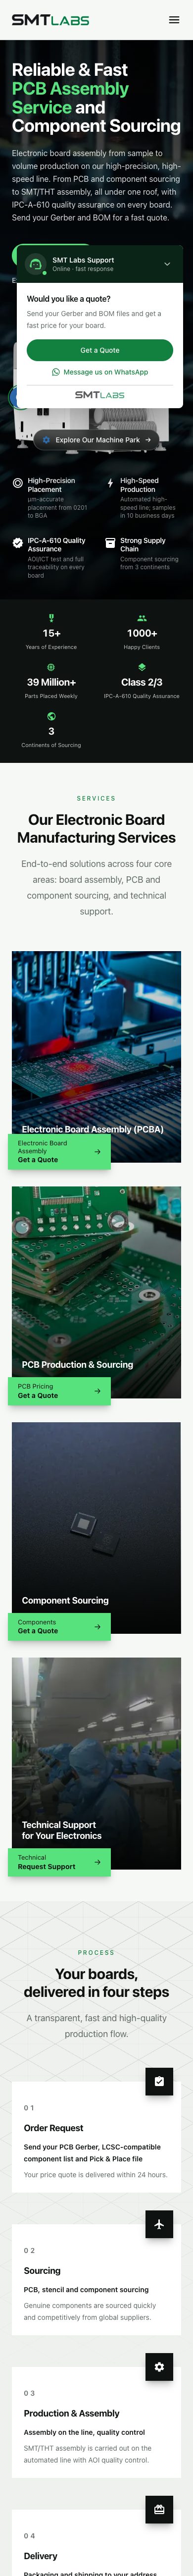 SMTLABS
Reliable & Fast
PCB Assembly
Service and
Component Sourcing
Electronic board assembly from sample to
volume production on our high-precision, high-
speed line. From PCB and component sourcing
to SMT/THT assembly, all under one roof, with
IPC-A-610 quality assurance on every board.
Send your Gerber and BOM for a fast quote.
SMT Labs Support
Online · fast response
Would you like a quote?
Send your Gerber and BOM files and get a
fast price for your board.
Get a Quote
Message us on WhatsApp
SMTLABS
Explore Our Machine Park →
High-Precision
Placement
µm-accurate
placement from 0201
to BGA
High-Speed
Production
Automated high-
speed line; samples
in 10 business days
IPC-A-610 Quality
Assurance
AOI/ICT test and full
traceability on every
board
Strong Supply
Chain
Component sourcing
from 3 continents
15+
Years of Experience
1000+
Happy Clients
39 Million+
Parts Placed Weekly
Class 2/3
IPC-A-610 Quality Assurance
3
Continents of Sourcing
SERVICES
Our Electronic Board
Manufacturing Services
End-to-end solutions across four core
areas: board assembly, PCB and
component sourcing, and technical
support.
Electronic Board Assembly (PCBA)
Electronic Board
Assembly
Get a Quote →
PCB Production & Sourcing
PCB Pricing
Get a Quote →
Component Sourcing
Components
Get a Quote →
Technical Support
for Your Electronics
Technical
Request Support →
PROCESS
Your boards,
delivered in four steps
A transparent, fast and high-quality
production flow.
01
Order Request
Send your PCB Gerber, LCSC-compatible
component list and Pick & Place file
Your price quote is delivered within 24 hours.
02
Sourcing
PCB, stencil and component sourcing
Genuine components are sourced quickly
and competitively from global suppliers.
03
Production & Assembly
Assembly on the line, quality control
SMT/THT assembly is carried out on the
automated line with AOI quality control.
04
Delivery
Packaging and shipping to your address